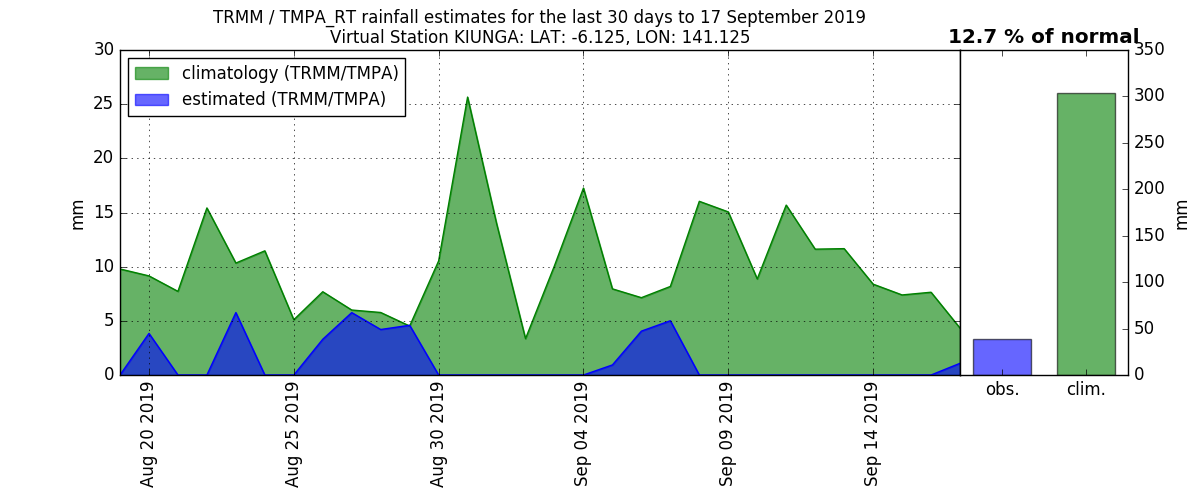 TRMM / TMPA_RT rainfall estimates for the last 30 days to 17 September 2019
Virtual Station KIUNGA: LAT: -6.125, LON: 141.125
12.7 % of normal
climatology (TRMM/TMPA)
estimated (TRMM/TMPA)
30
25
20
15
10
5
0
mm
350
300
250
200
150
100
50
0
mm
Aug 20 2019
Aug 25 2019
Aug 30 2019
Sep 04 2019
Sep 09 2019
Sep 14 2019
obs.
clim.